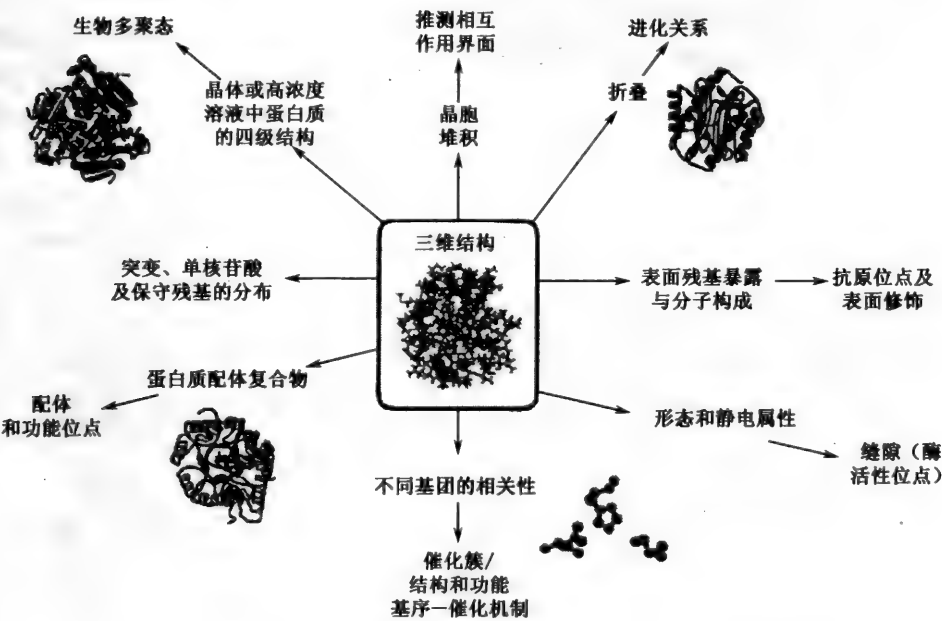 生物多聚态
晶体或高浓度
溶液中蛋白质
的四级结构
推测相互
作用界面
晶胞
堆积
进化关系
折叠
三维结构
突变、单核苷酸
及保守残基的分布
表面残基暴露
与分子构成
抗原位点及
表面修饰
蛋白质配体复合物
配体
和功能位点
形态和静电属性
缝隙（酶
活性位点）
不同基团的相关性
催化簇/
结构和功能
基序—催化机制